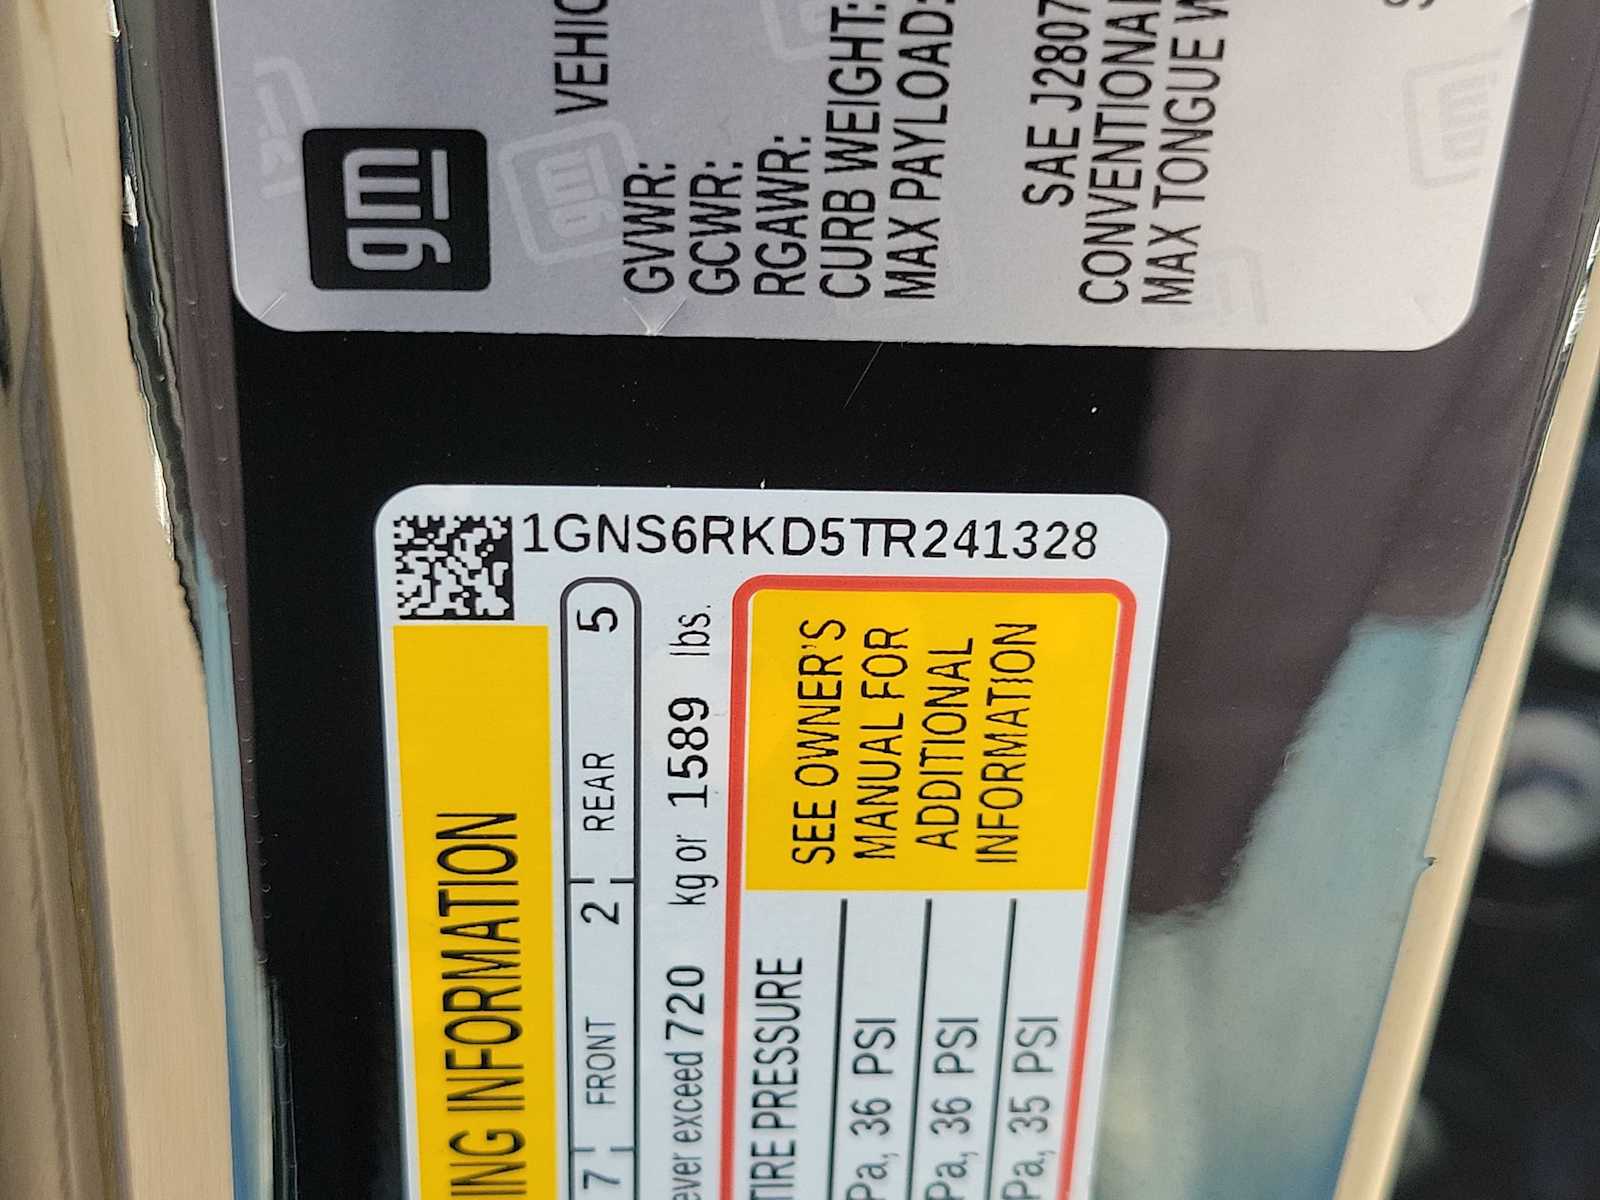 gm
VEHIC
GVWR:
GCWR:
RGAWR:
CURB WEIGHT:
MAX PAYLOAD:
SAE J2807
CONVENTIONAL
MAX TONGUE W
1GNS6RKD5TR241328
ING INFORMATION
7 FRONT 2 REAR 5
ever exceed 720 kg or 1589 lbs.
TIRE PRESSURE
Pa, 36 PSI
Pa, 36 PSI
Pa, 35 PSI
SEE OWNER'S
MANUAL FOR
ADDITIONAL
INFORMATION